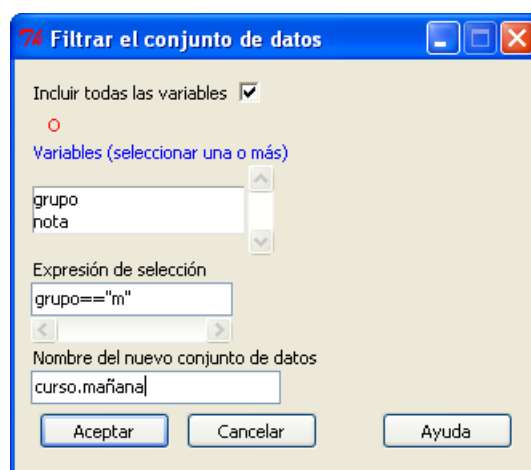 Filtrar el conjunto de datos
Incluir todas las variables
O
Variables (seleccionar una o más)
grupo
nota
Expresión de selección
grupo=="m"
Nombre del nuevo conjunto de datos
curso.mañana
Aceptar Cancelar Ayuda